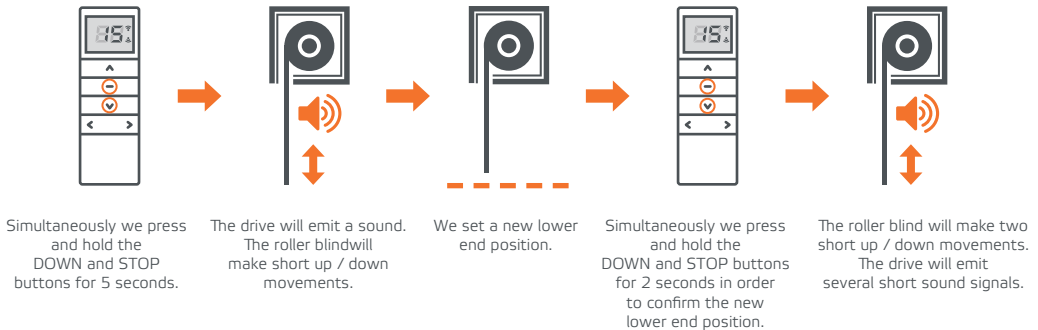 15
Simultaneously we press
and hold the
DOWN and STOP
buttons for 5 seconds.
The drive will emit a sound.
The roller blindwill
make short up / down
movements.
We set a new lower
end position.
15
Simultaneously we press
and hold the
DOWN and STOP buttons
for 2 seconds in order
to confirm the new
lower end position.
The roller blind will make two
short up / down movements.
The drive will emit
several short sound signals.